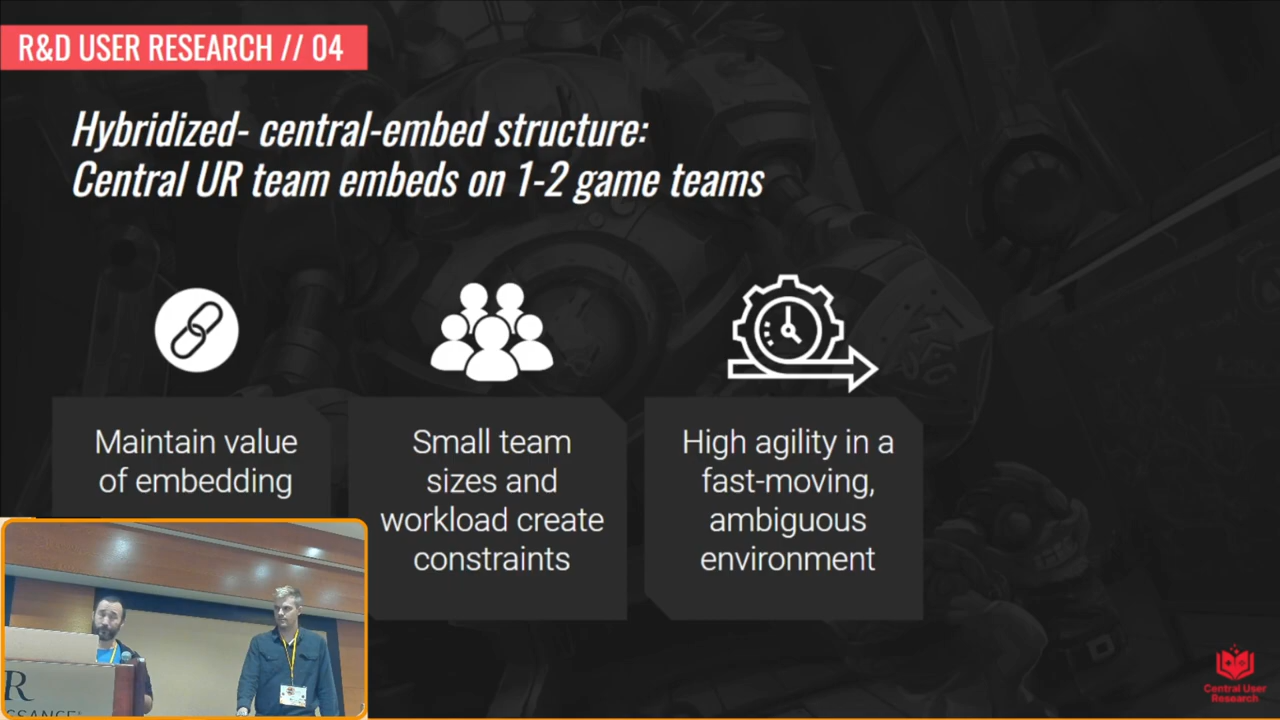 R&D USER RESEARCH // 04
Hybridized- central-embed structure:
Central UR team embeds on 1-2 game teams
Maintain value
of embedding
Small team
sizes and
workload create
constraints
High agility in a
fast-moving,
ambiguous
environment
R
SSANCE
Central User
Research